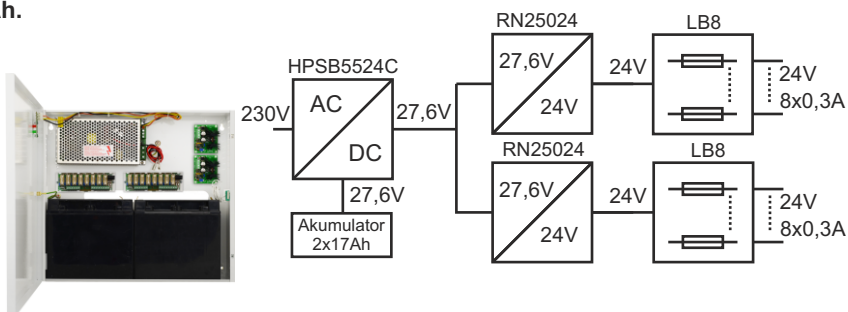 h.
HPSB5524C
230V
AC
DC
27,6V
27,6V
Akumulator
2x17Ah
RN25024
27,6V
24V
24V
LB8
24V
8x0,3A
RN25024
27,6V
24V
24V
LB8
24V
8x0,3A